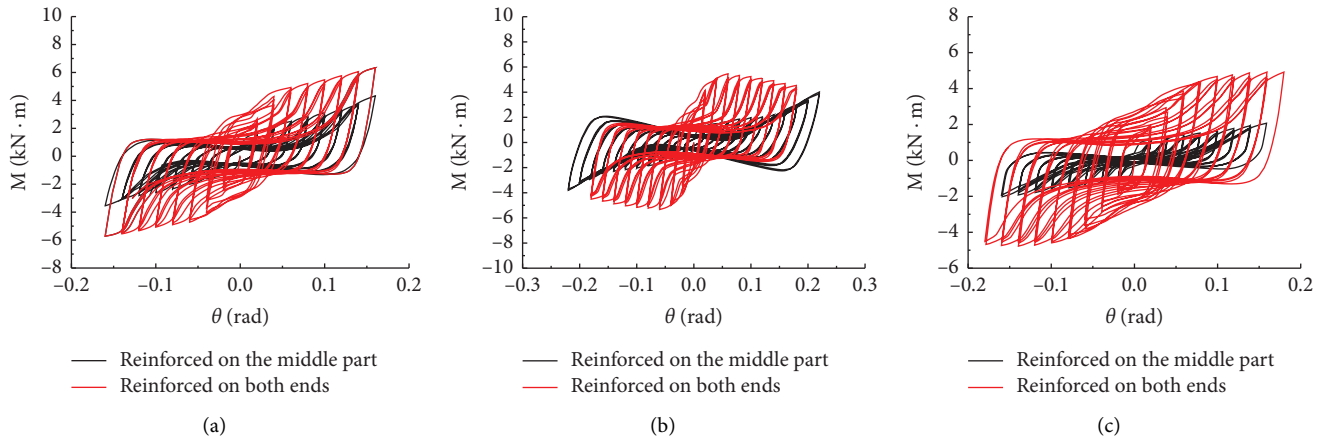 10
8
6
4
2
0
−2
−4
−6
−8
M (kN · m)
−0.2 −0.1 0.0 0.1 0.2
θ (rad)
Reinforced on the middle part
Reinforced on both ends
(a)
10
8
6
4
2
0
−2
−4
−6
−8
−10
M (kN · m)
−0.3 −0.2 −0.1 0.0 0.1 0.2 0.3
θ (rad)
Reinforced on the middle part
Reinforced on both ends
(b)
8
6
4
2
0
−2
−4
−6
M (kN · m)
−0.2 −0.1 0.0 0.1 0.2
θ (rad)
Reinforced on the middle part
Reinforced on both ends
(c)